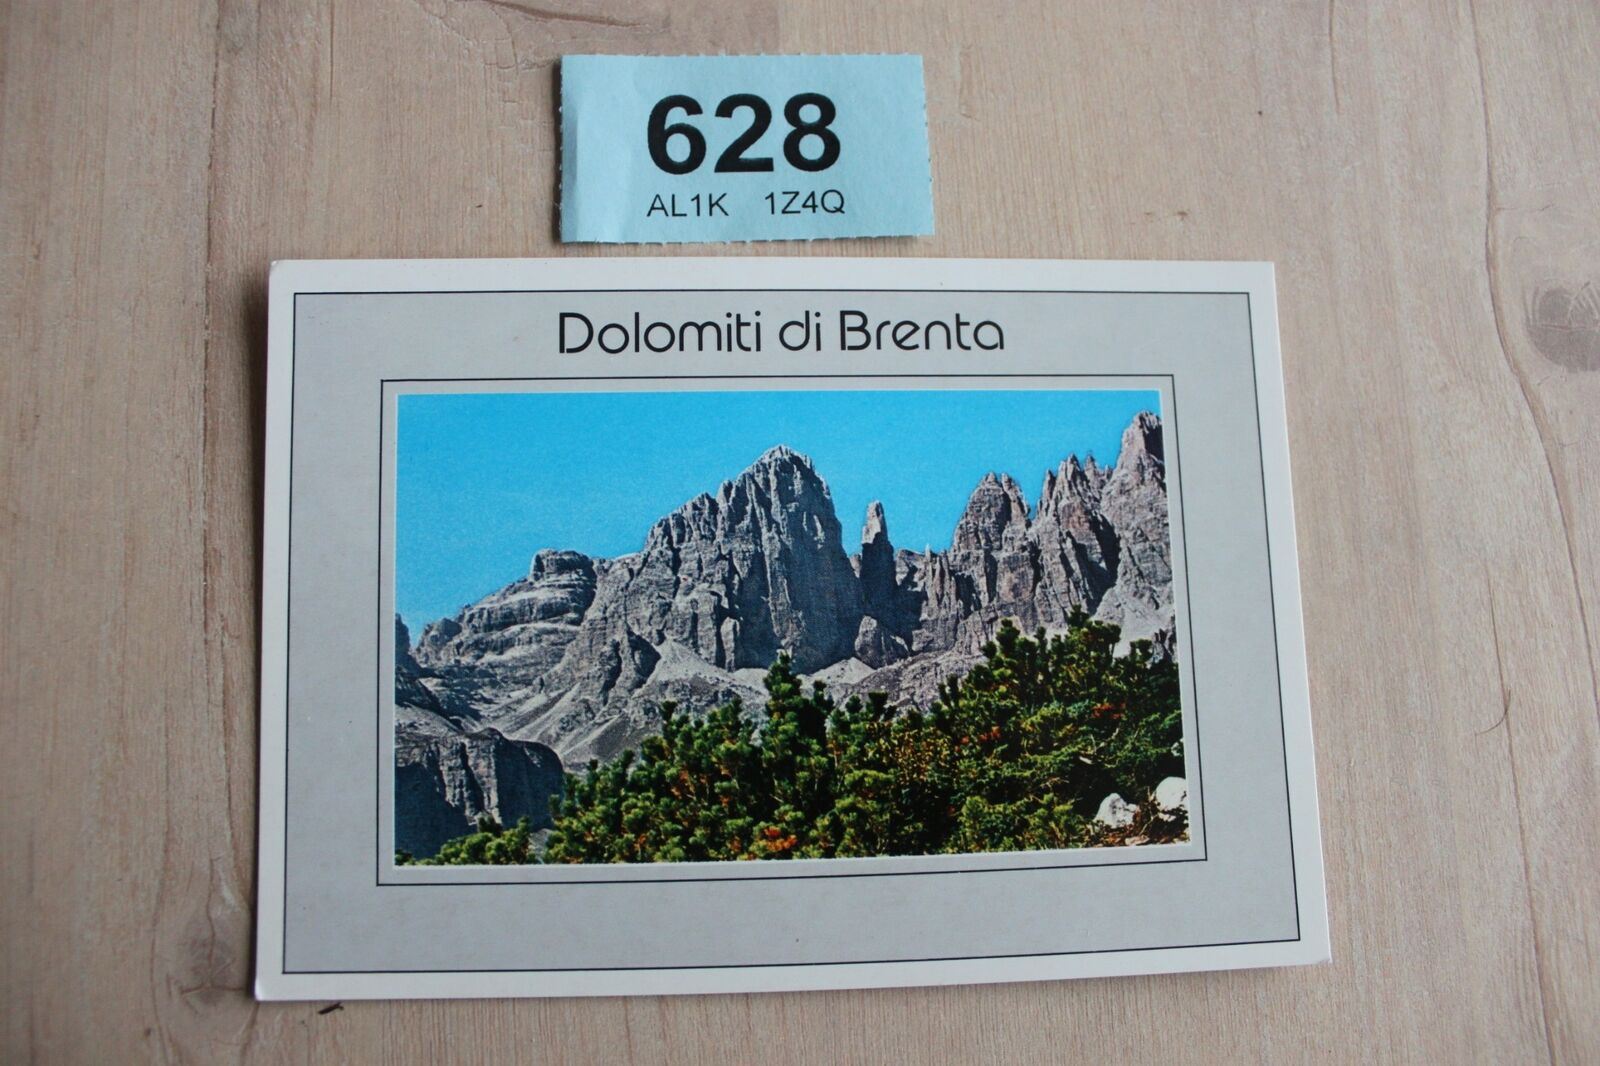 628
AL1K 1Z4Q
Dolomiti di Brenta